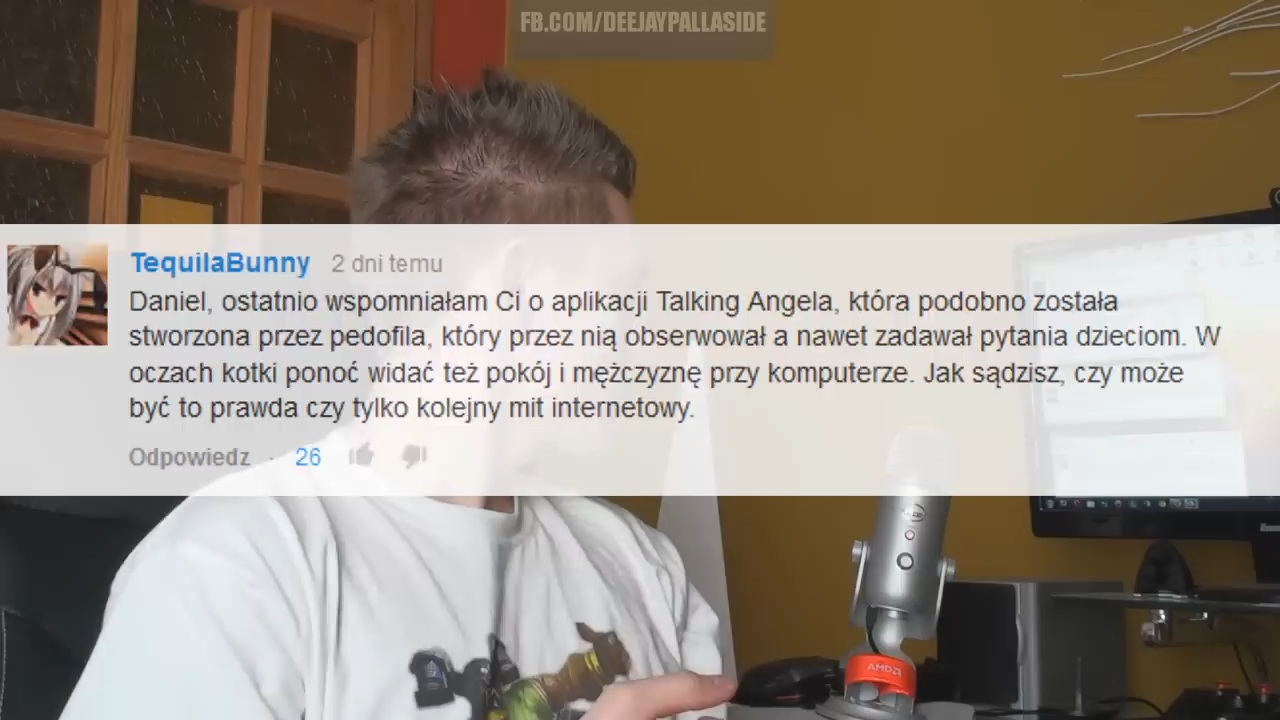 FB.COM/DEEJAYPALLASIDE
TequilaBunny 2 dni temu
Daniel, ostatnio wspomniałam Ci o aplikacji Talking Angela, która podobno została
stworzona przez pedofila, który przez nią obserwował a nawet zadawał pytania dzieciom. W
oczach kotki ponoć widać też pokój i mężczyznę przy komputerze. Jak sądzisz, czy może
być to prawda czy tylko kolejny mit internetowy.
Odpowiedz · 26
AMD